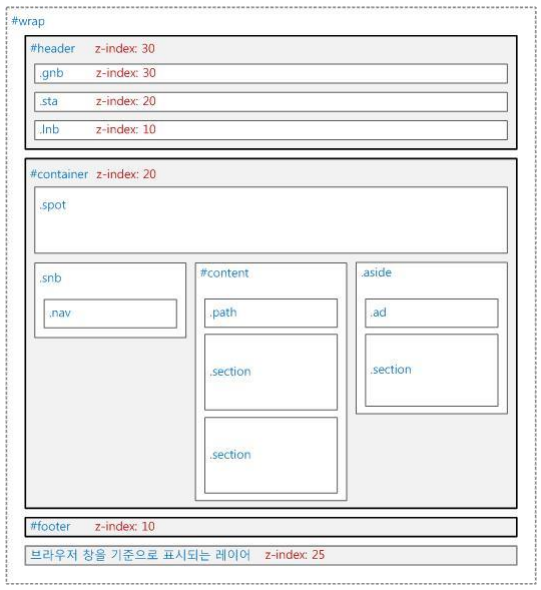 #wrap
#header z-index: 30
.gnb z-index: 30
.sta z-index: 20
.lnb z-index: 10
#container z-index: 20
.spot
.snb
.nav
#content
.path
.section
.section
.aside
.ad
.section
#footer z-index: 10
브라우저 창을 기준으로 표시되는 레이어 z-index: 25